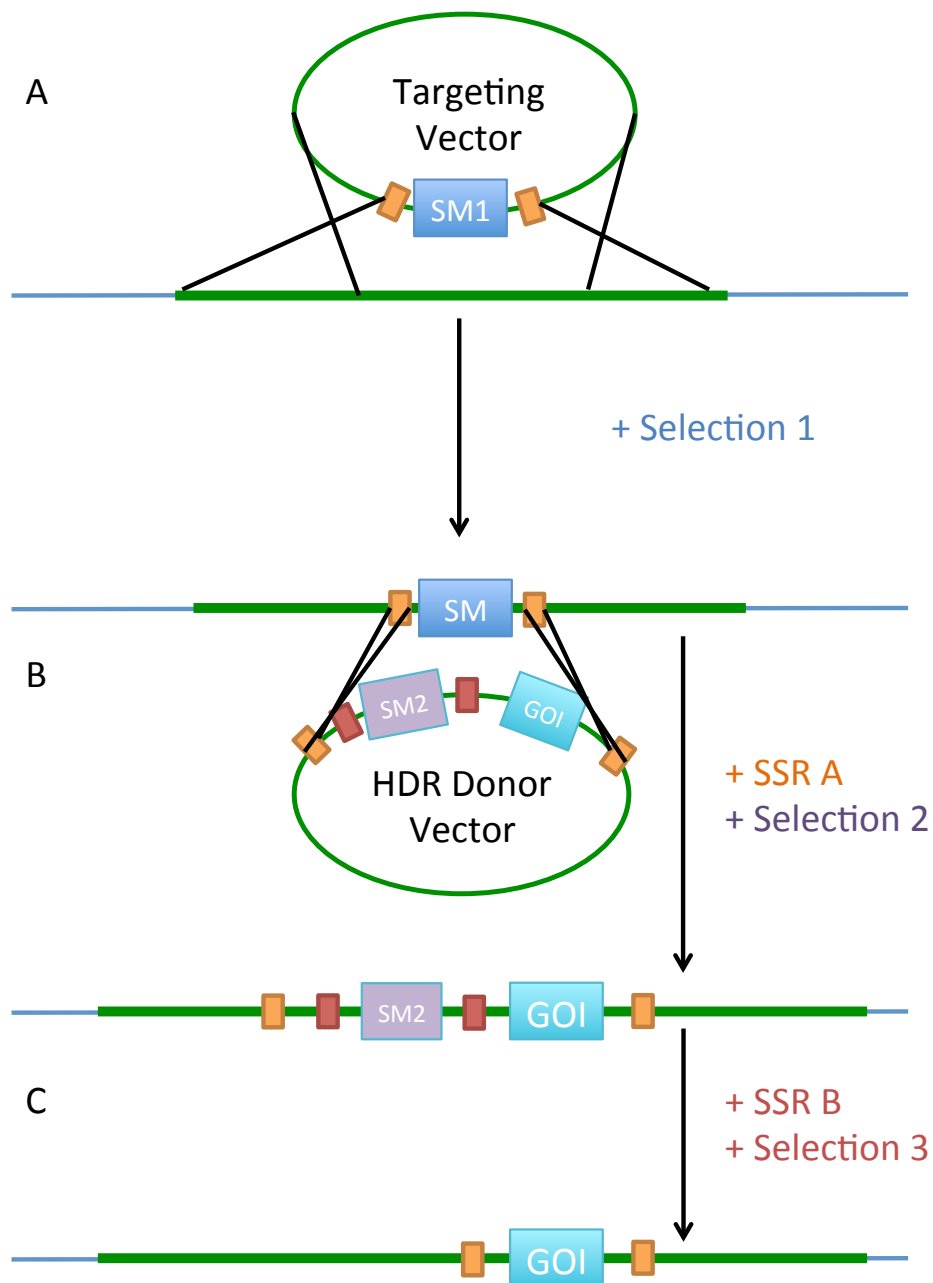 A
Targeting
Vector
SM1
+ Selection 1
SM
B
SM2
GOI
HDR Donor
Vector
+ SSR A
+ Selection 2
SM2
GOI
C
+ SSR B
+ Selection 3
GOI